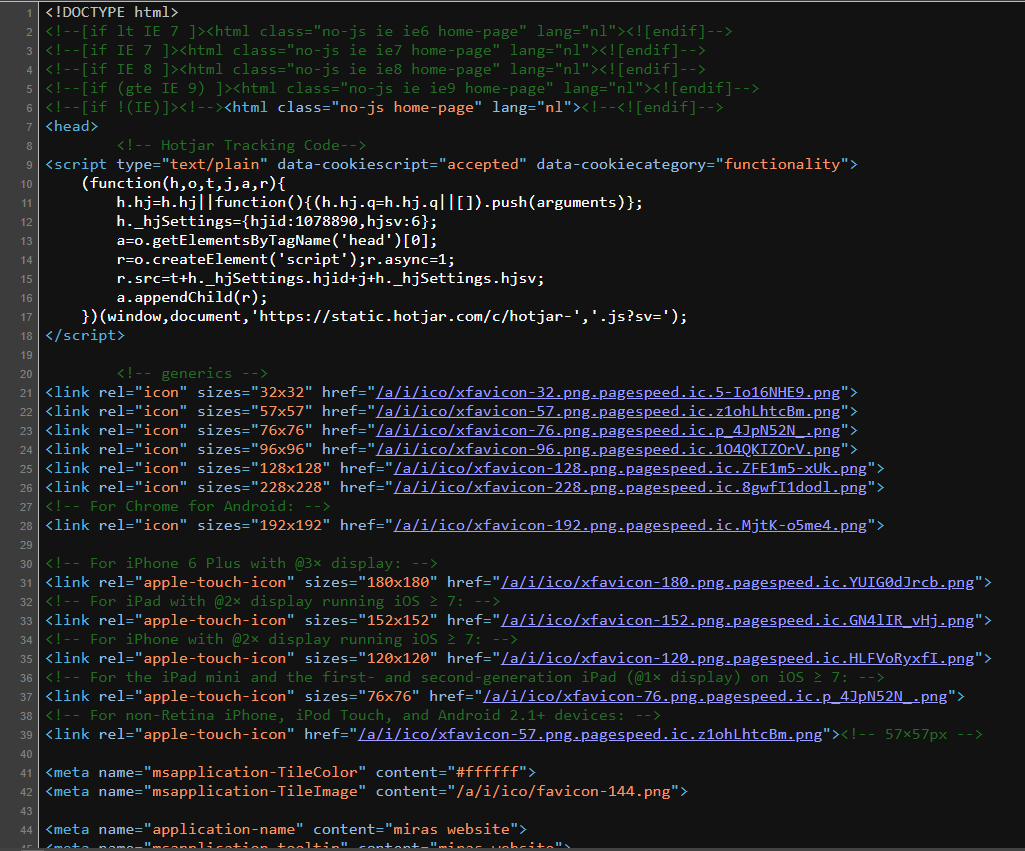 1 <!DOCTYPE html>
2 <!--[if lt IE 7 ]><html class="no-js ie ie6 home-page" lang="nl"><![endif]-->
3 <!--[if IE 7 ]><html class="no-js ie ie7 home-page" lang="nl"><![endif]-->
4 <!--[if IE 8 ]><html class="no-js ie ie8 home-page" lang="nl"><![endif]-->
5 <!--[if (gte IE 9) ]><html class="no-js ie ie9 home-page" lang="nl"><![endif]-->
6 <!--[if !(IE)]><!--><html class="no-js home-page" lang="nl"><!--<![endif]-->
7 <head>
8 <!-- Hotjar Tracking Code-->
9 <script type="text/plain" data-cookiescript="accepted" data-cookiecategory="functionality">
10 (function(h,o,t,j,a,r){
11 h.hj=h.hj||function(){(h.hj.q=h.hj.q||[]).push(arguments)};
12 h._hjSettings={hjid:1078890,hjsv:6};
13 a=o.getElementsByTagName('head')[0];
14 r=o.createElement('script');r.async=1;
15 r.src=t+h._hjSettings.hjid+j+h._hjSettings.hjsv;
16 a.appendChild(r);
17 })(window,document,'https://static.hotjar.com/c/hotjar-','.js?sv=');
18 </script>
19
20 <!-- generics -->
21 <link rel="icon" sizes="32x32" href="/a/i/ico/xfavicon-32.png.pagespeed.ic.5-Io16NHE9.png">
22 <link rel="icon" sizes="57x57" href="/a/i/ico/xfavicon-57.png.pagespeed.ic.z1ohLhtcBm.png">
23 <link rel="icon" sizes="76x76" href="/a/i/ico/xfavicon-76.png.pagespeed.ic.p_4JpN52N_.png">
24 <link rel="icon" sizes="96x96" href="/a/i/ico/xfavicon-96.png.pagespeed.ic.1O4QKIZOrV.png">
25 <link rel="icon" sizes="128x128" href="/a/i/ico/xfavicon-128.png.pagespeed.ic.ZFE1m5-xUk.png">
26 <link rel="icon" sizes="228x228" href="/a/i/ico/xfavicon-228.png.pagespeed.ic.8gwfI1dodl.png">
27 <!-- For Chrome for Android: -->
28 <link rel="icon" sizes="192x192" href="/a/i/ico/xfavicon-192.png.pagespeed.ic.MjtK-o5me4.png">
29
30 <!-- For iPhone 6 Plus with @3× display: -->
31 <link rel="apple-touch-icon" sizes="180x180" href="/a/i/ico/xfavicon-180.png.pagespeed.ic.YUIG0dJrcb.png">
32 <!-- For iPad with @2× display running iOS ≥ 7: -->
33 <link rel="apple-touch-icon" sizes="152x152" href="/a/i/ico/xfavicon-152.png.pagespeed.ic.GN4lIR_vHj.png">
34 <!-- For iPhone with @2× display running iOS ≥ 7: -->
35 <link rel="apple-touch-icon" sizes="120x120" href="/a/i/ico/xfavicon-120.png.pagespeed.ic.HLFVoRyxfI.png">
36 <!-- For the iPad mini and the first- and second-generation iPad (@1× display) on iOS ≥ 7: -->
37 <link rel="apple-touch-icon" sizes="76x76" href="/a/i/ico/xfavicon-76.png.pagespeed.ic.p_4JpN52N_.png">
38 <!-- For non-Retina iPhone, iPod Touch, and Android 2.1+ devices: -->
39 <link rel="apple-touch-icon" href="/a/i/ico/xfavicon-57.png.pagespeed.ic.z1ohLhtcBm.png"><!-- 57×57px -->
40
41 <meta name="msapplication-TileColor" content="#ffffff">
42 <meta name="msapplication-TileImage" content="/a/i/ico/favicon-144.png">
43
44 <meta name="application-name" content="miras website">
45 <meta name="msapplication-tooltip" content="miras website">